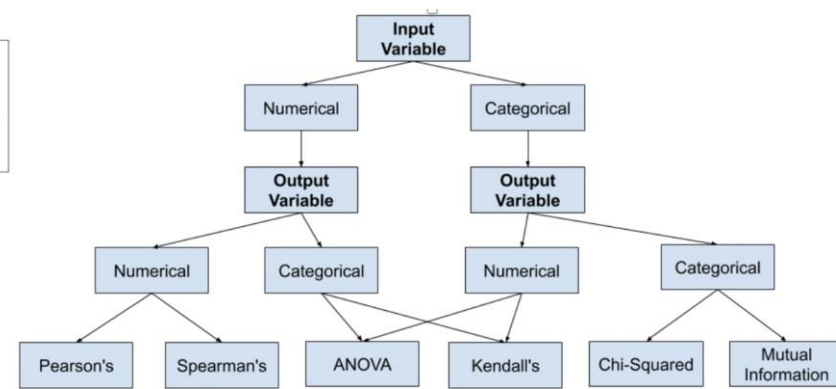 Input
Variable
Numerical
Categorical
Output
Variable
Output
Variable
Numerical
Categorical
Numerical
Categorical
Pearson's
Spearman's
ANOVA
Kendall's
Chi-Squared
Mutual
Information